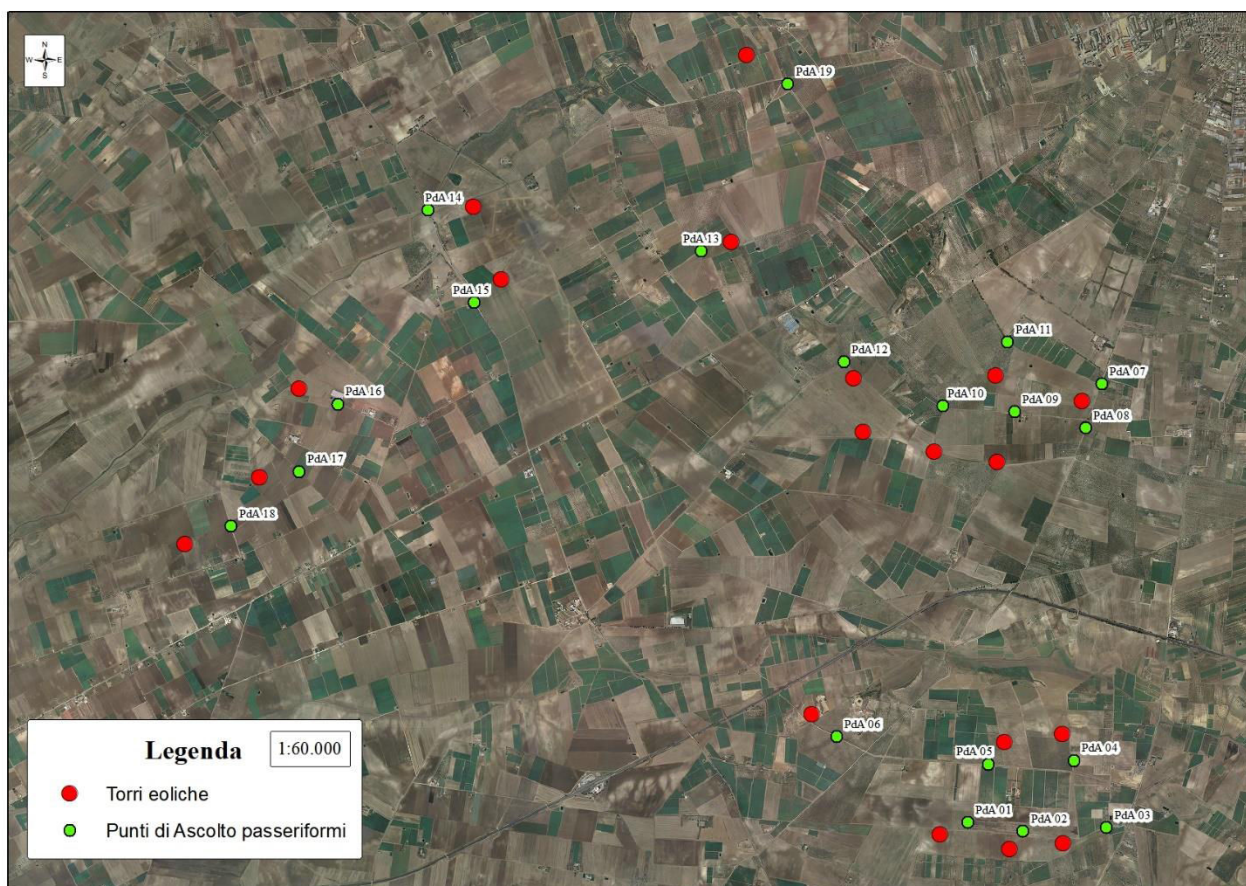 N
W E
S
PdA 19
PdA 14
PdA 13
PdA 15
PdA 11
PdA 12
PdA 07
PdA 16
PdA 10
PdA 09
PdA 08
PdA 17
PdA 18
PdA 06
PdA 05
PdA 04
PdA 01
PdA 02
PdA 03
Legenda 1:60.000
Torri eoliche
Punti di Ascolto passeriformi